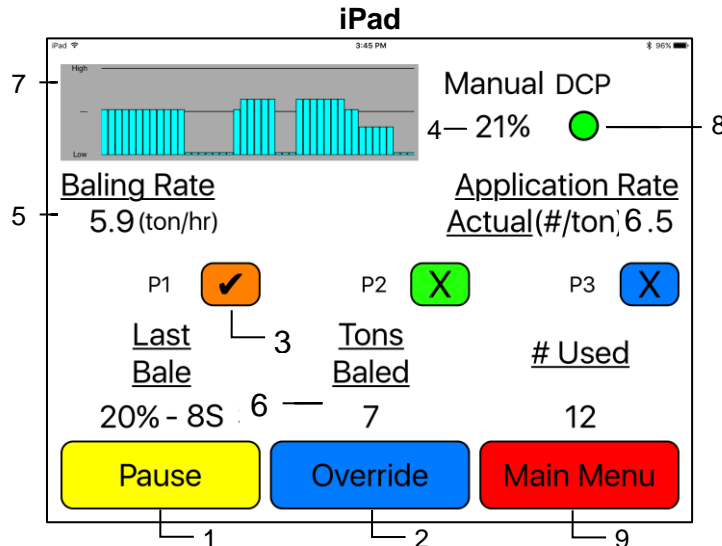 iPad
iPad 3:45 PM 96%
7 High
—
Low
Manual DCP
4 21% 8
Baling Rate
5 5.9 (ton/hr)
Application Rate
Actual(#/ton) 6.5
P1 ✔ P2 X P3 X
3
Last Bale
Tons Baled
# Used
20% - 8S 6 7 12
Pause Override Main Menu
1 2 9